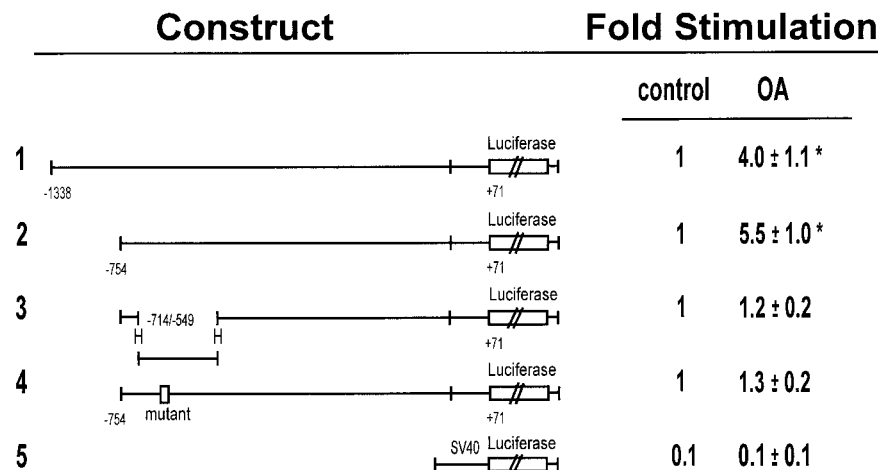 Construct Fold Stimulation
control OA
1 Luciferase 1 4.0 ± 1.1 *
-1338 +71
2 Luciferase 1 5.5 ± 1.0 *
-754 +71
3 -714/-549 Luciferase 1 1.2 ± 0.2
H H +71
4 Luciferase 1 1.3 ± 0.2
-754 mutant +71
5 SV40 Luciferase 0.1 0.1 ± 0.1